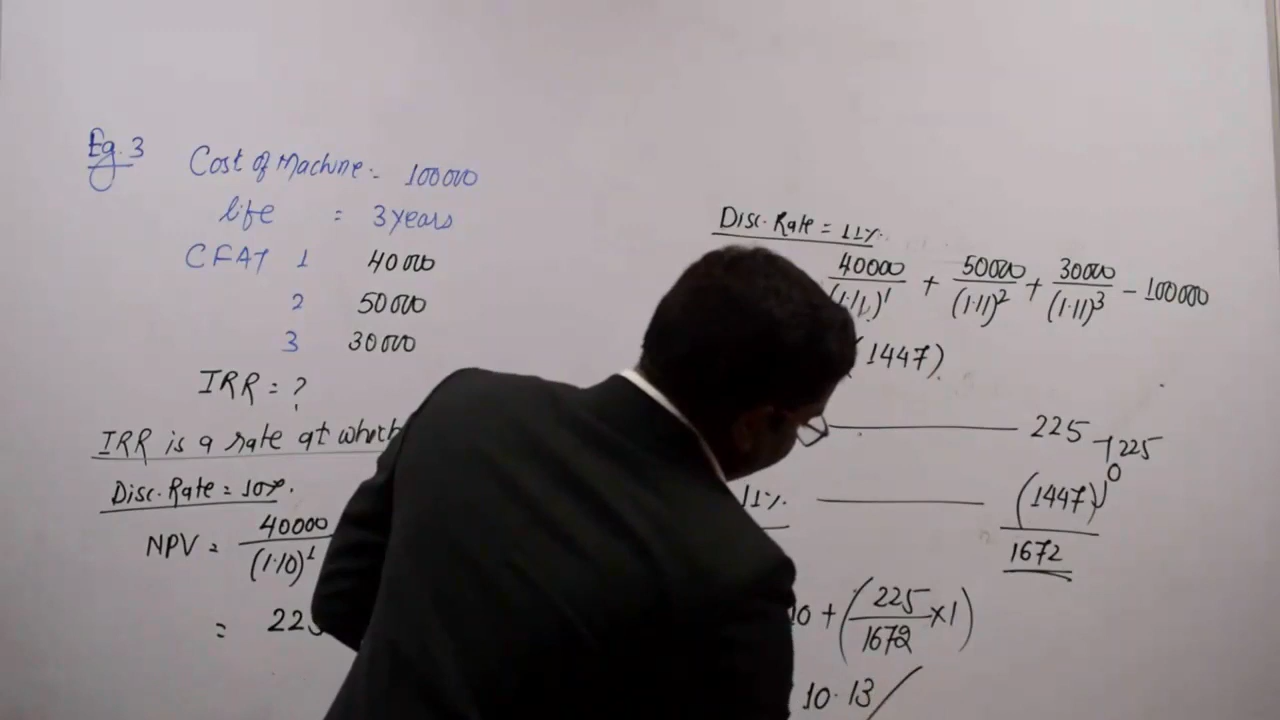 Eg. 3
Cost of Machine = 100000
life = 3 years
CFAT 1 40000
2 50000
3 30000
IRR = ?
IRR is a rate at which
Disc. Rate = 10%.
NPV = 40000
(1.10)^1
= 225
Disc. Rate = 11%.
40000/(1.11)^1 + 50000/(1.11)^2 + 30000/(1.11)^3 - 100000
(1447)
225
225
0
11%. (1447)
1672
10 + (225/1672 × 1)
10.13